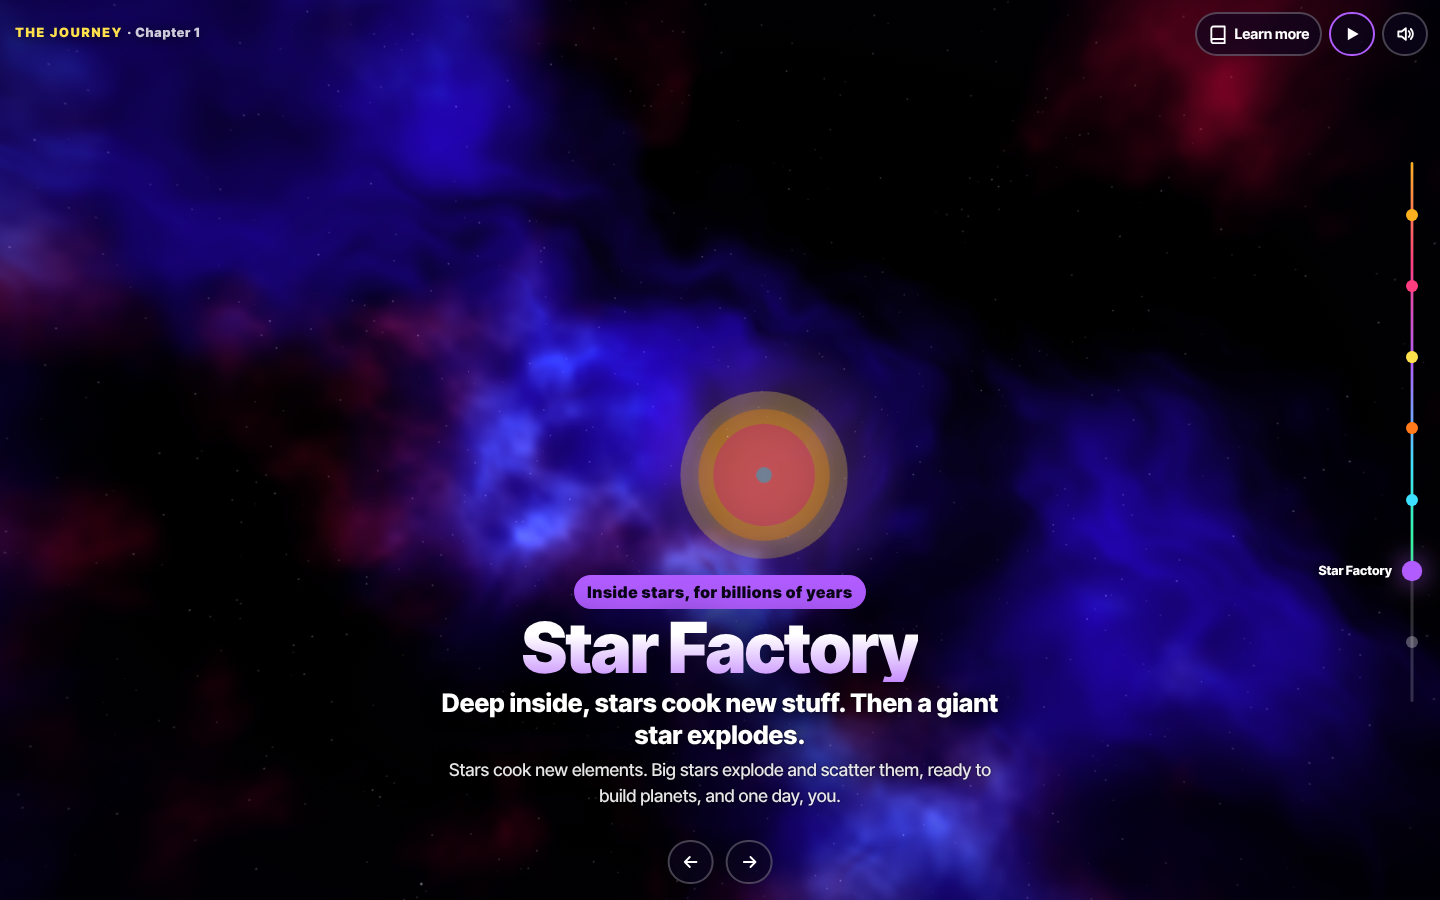 THE JOURNEY · Chapter 1
Learn more
Star Factory
Inside stars, for billions of years
Star Factory
Deep inside, stars cook new stuff. Then a giant
star explodes.
Stars cook new elements. Big stars explode and scatter them, ready to
build planets, and one day, you.